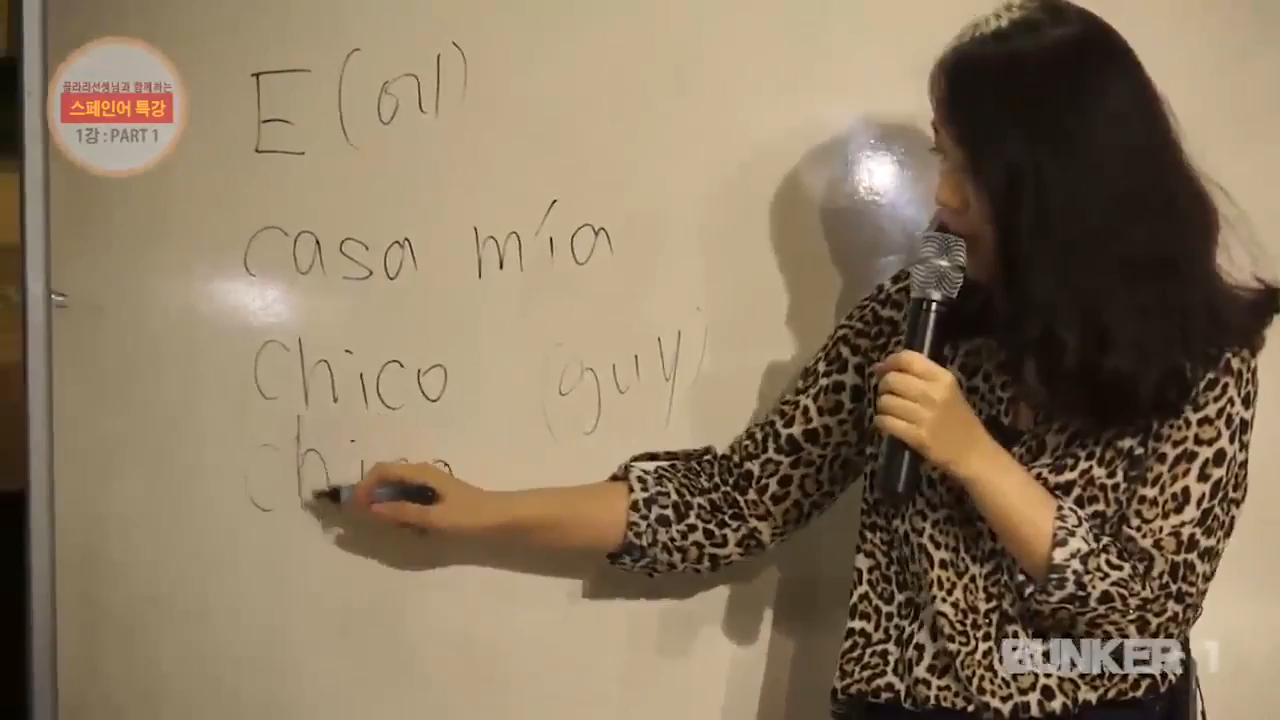 클라라선생님과 함께하는
스페인어 특강
1강 : PART 1
E (에)
casa mía
chico (guy)
BUNKER 1